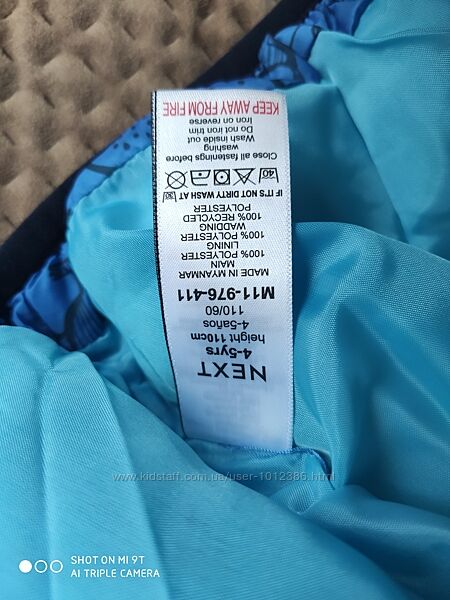 NEXT
4-5yrs
height 110cm
4-5años
110/60
M11-976-411
MADE IN MYANMAR
MAIN
100% POLYESTER
LINING
100% POLYESTER
WADDING
100% RECYCLED
POLYESTER
IF IT'S NOT DIRTY WASH AT 30
40
Close all fastenings before
washing
Wash inside out
Do not iron trim
Iron on reverse
KEEP AWAY FROM FIRE
www.kidstaff.com.ua/user-1012386.html
SHOT ON MI 9T
AI TRIPLE CAMERA